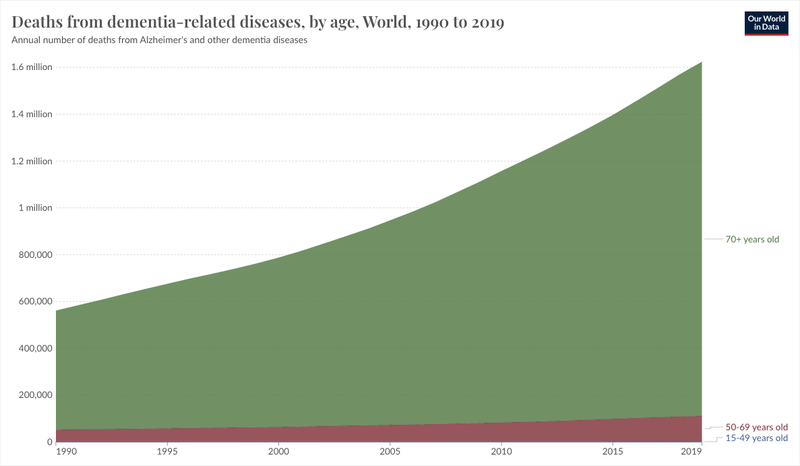 Deaths from dementia-related diseases, by age, World, 1990 to 2019
Annual number of deaths from Alzheimer's and other dementia diseases
Our World
in Data
1.6 million
1.4 million
1.2 million
1 million
800,000
600,000
400,000
200,000
0
70+ years old
50-69 years old
15-49 years old
1990
1995
2000
2005
2010
2015
2019